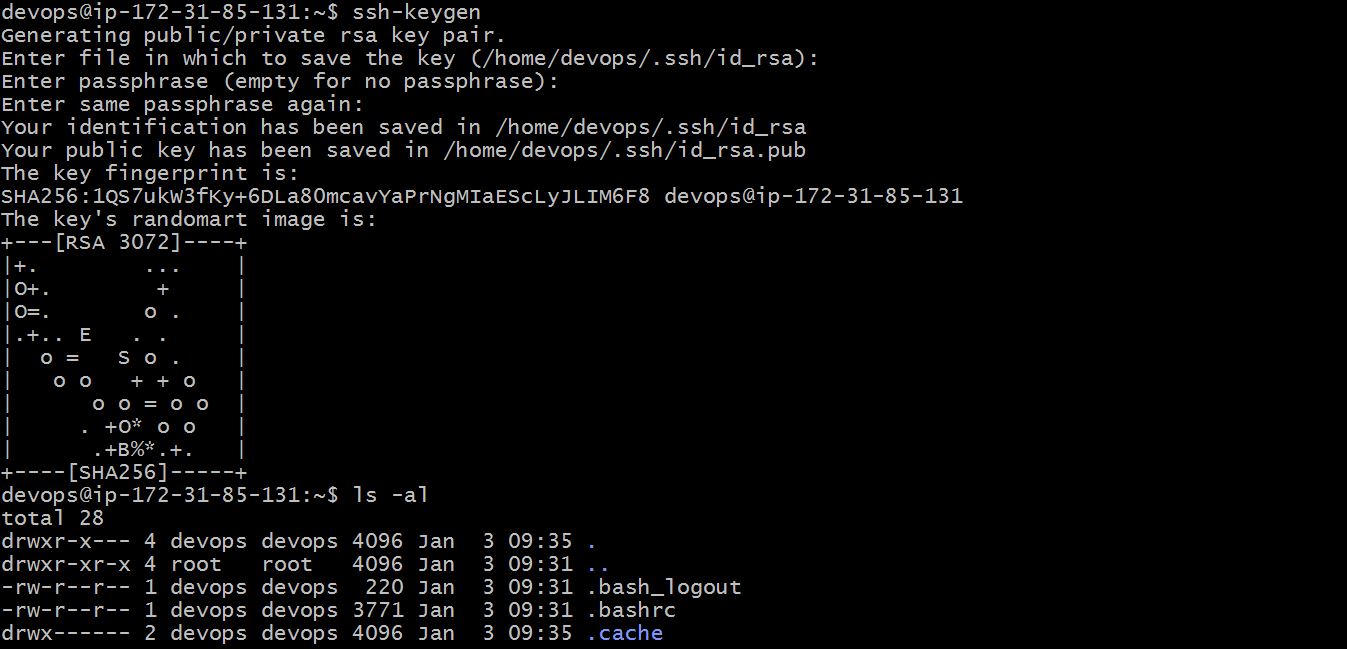 devops@ip-172-31-85-131:~$ ssh-keygen
Generating public/private rsa key pair.
Enter file in which to save the key (/home/devops/.ssh/id_rsa):
Enter passphrase (empty for no passphrase):
Enter same passphrase again:
Your identification has been saved in /home/devops/.ssh/id_rsa
Your public key has been saved in /home/devops/.ssh/id_rsa.pub
The key fingerprint is:
SHA256:1QS7ukW3fKy+6DLa8OmcavYaPrNgMIaEScLyJLIM6F8 devops@ip-172-31-85-131
The key's randomart image is:
+---[RSA 3072]----+
|+.        ...    |
|O+.        +     |
|O=.       o .    |
|.+.. E   . .     |
|  o =   S o .    |
|   o o   + + o   |
|      o o = o o  |
|     . +O* o o   |
|      .+B%*.+.   |
+----[SHA256]-----+
devops@ip-172-31-85-131:~$ ls -al
total 28
drwxr-x--- 4 devops devops 4096 Jan  3 09:35 .
drwxr-xr-x 4 root   root   4096 Jan  3 09:31 ..
-rw-r--r-- 1 devops devops  220 Jan  3 09:31 .bash_logout
-rw-r--r-- 1 devops devops 3771 Jan  3 09:31 .bashrc
drwx------ 2 devops devops 4096 Jan  3 09:35 .cache